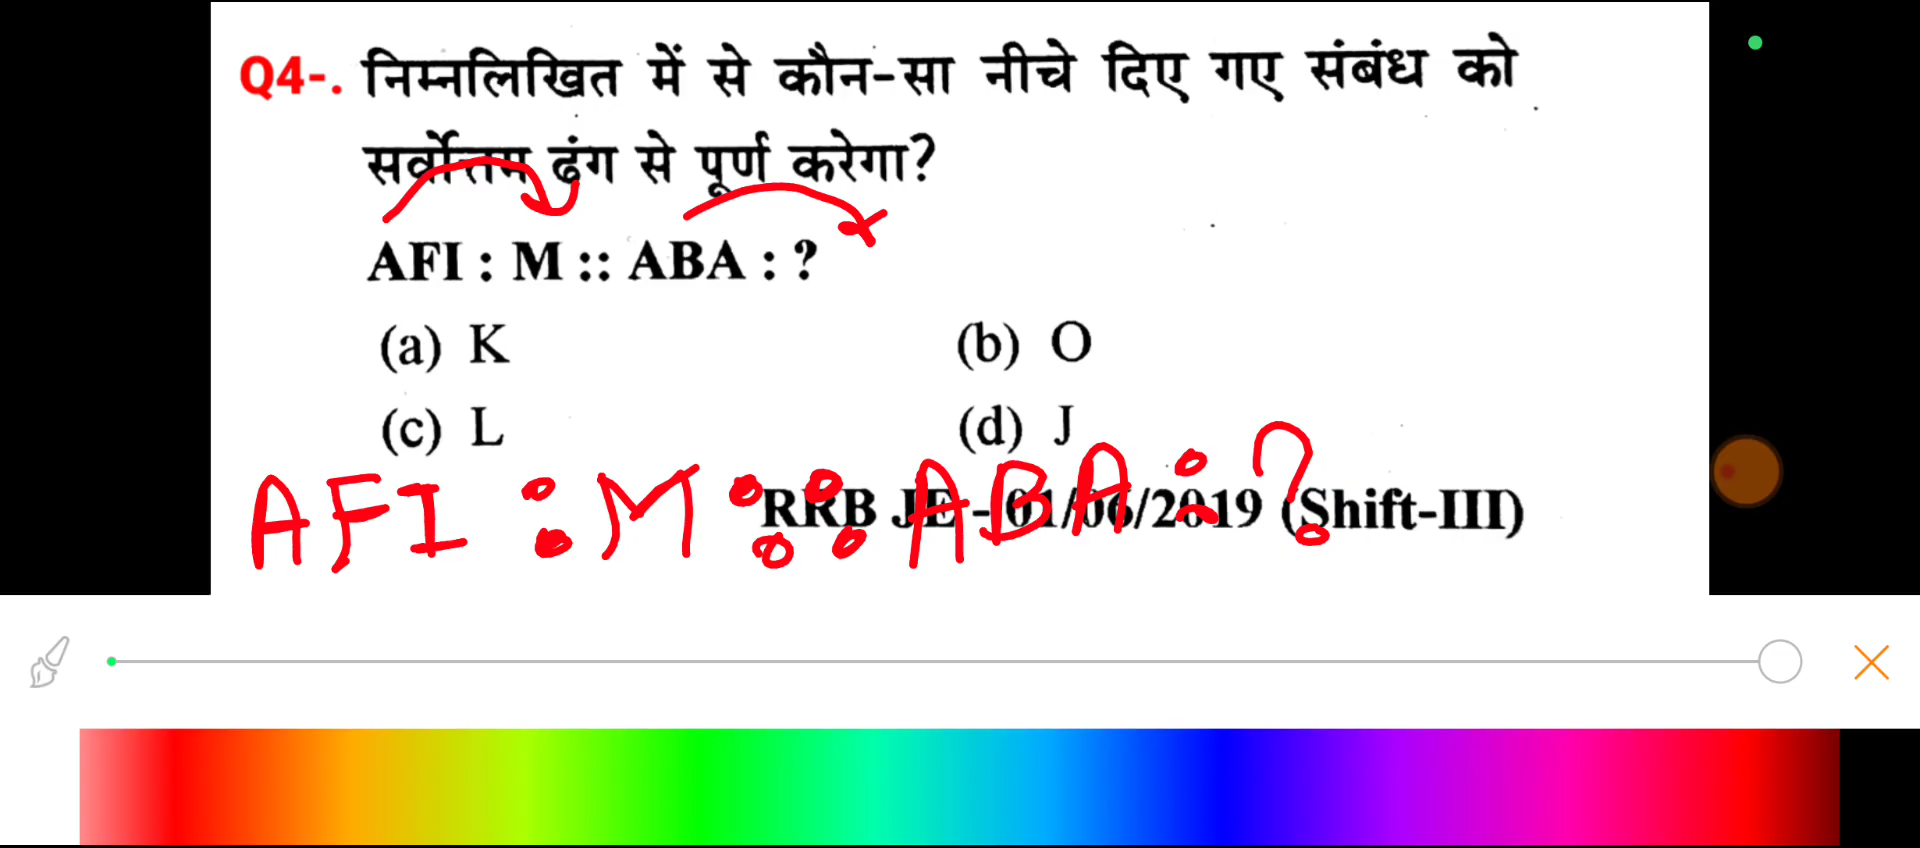 Q4-. निम्नलिखित में से कौन-सा नीचे दिए गए संबंध को
सर्वोत्तम ढंग से पूर्ण करेगा?
AFI : M :: ABA : ?
(a) K (b) O
(c) L (d) J
RRB JE - 01/06/2019 (Shift-III)
AFI : M :: ABA : ?